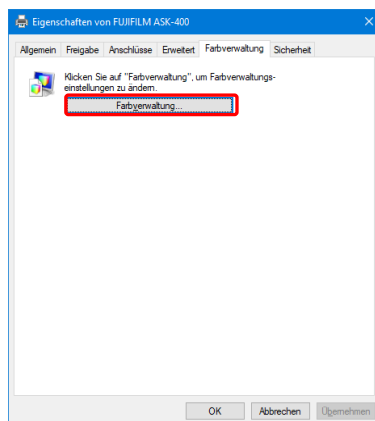 Eigenschaften von FUJIFILM ASK-400
Allgemein Freigabe Anschlüsse Erweitert Farbverwaltung Sicherheit
Klicken Sie auf "Farbverwaltung", um Farbverwaltungs-
einstellungen zu ändern.
Farbverwaltung...
OK Abbrechen Übernehmen